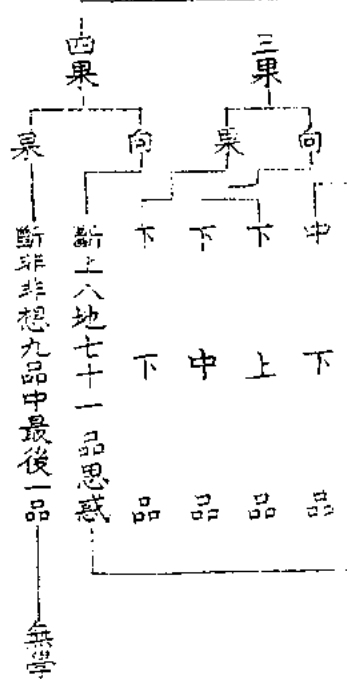 三果
向
果
中下品
下上品
下中品
下下品
四果
向
果
斷上八地七十一品思惑
斷非非想九品中最後一品
無學